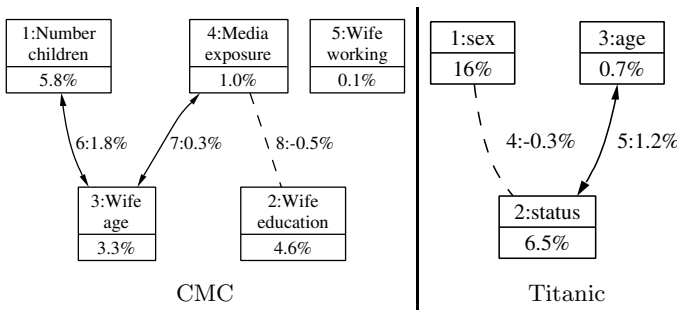 1:Number
children
5.8%
4:Media
exposure
1.0%
5:Wife
working
0.1%
6:1.8%
7:0.3%
8:-0.5%
3:Wife
age
3.3%
2:Wife
education
4.6%
CMC
1:sex
16%
3:age
0.7%
4:-0.3%
5:1.2%
2:status
6.5%
Titanic